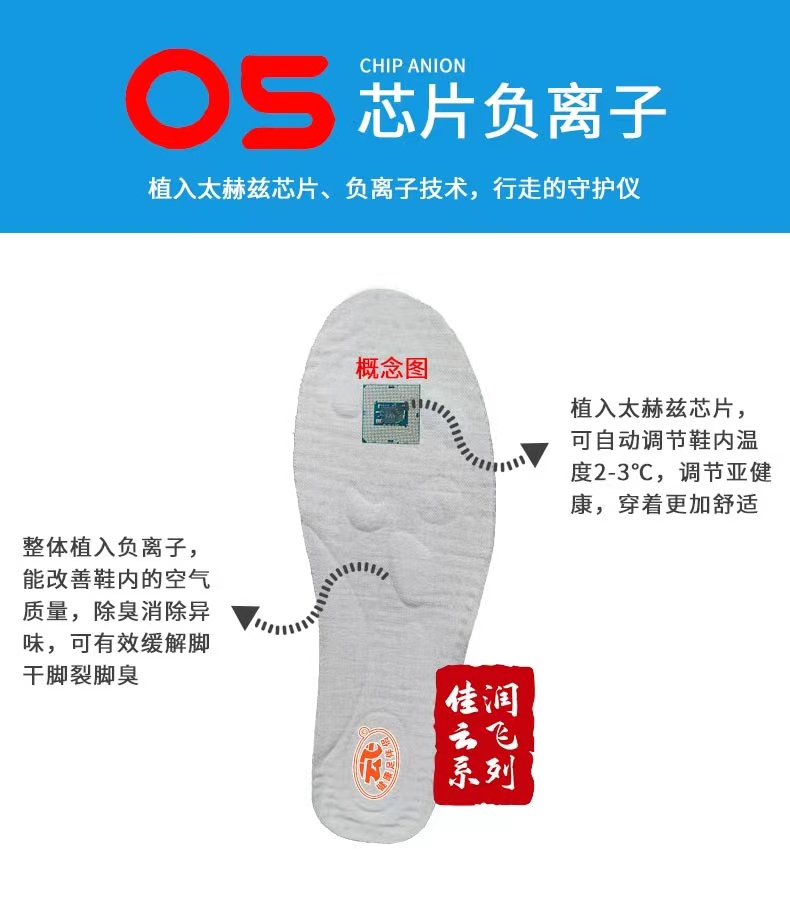 05
CHIP ANION
芯片负离子
植入太赫兹芯片、负离子技术，行走的守护仪
概念图
植入太赫兹芯片，
可自动调节鞋内温
度2-3℃，调节亚健
康，穿着更加舒适
整体植入负离子，
能改善鞋内的空气
质量，除臭消除异
味，可有效缓解脚
干脚裂脚臭
佳润
云飞
系列